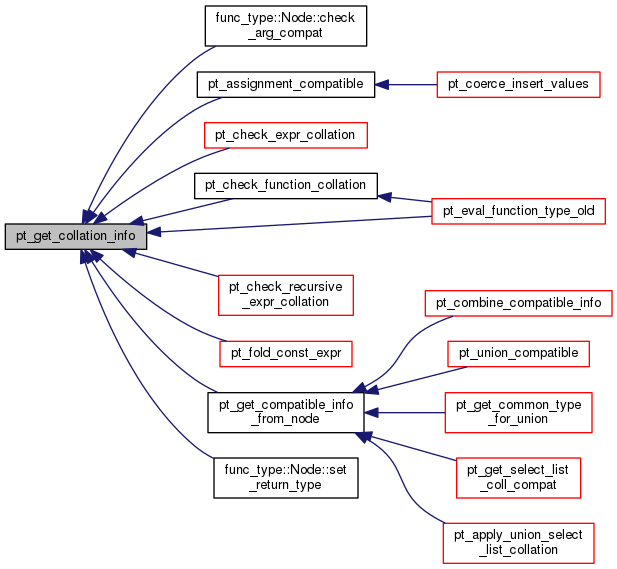 func_type::Node::check
_arg_compat
pt_assignment_compatible
pt_coerce_insert_values
pt_check_expr_collation
pt_check_function_collation
pt_eval_function_type_old
pt_get_collation_info
pt_check_recursive
_expr_collation
pt_combine_compatible_info
pt_fold_const_expr
pt_union_compatible
pt_get_compatible_info
_from_node
pt_get_common_type
_for_union
func_type::Node::set
_return_type
pt_get_select_list
_coll_compat
pt_apply_union_select
_list_collation